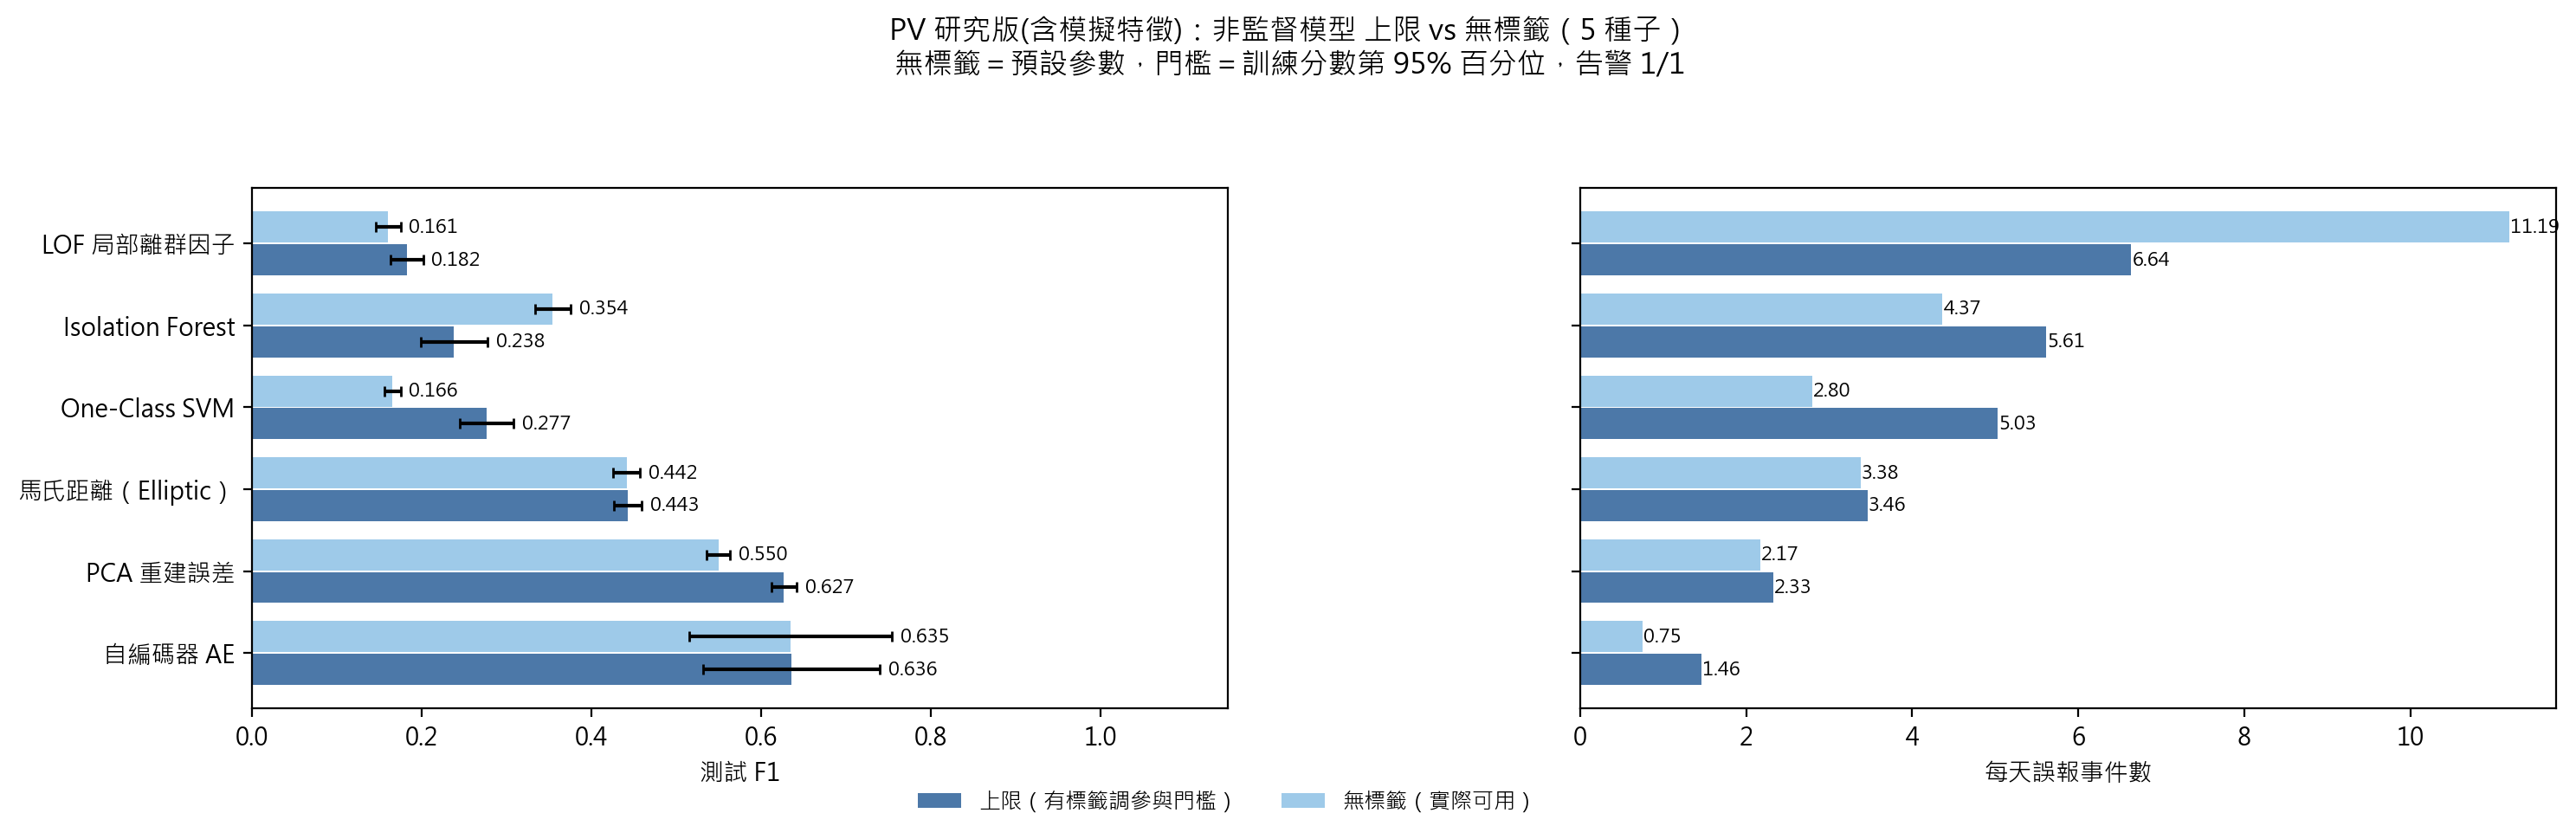 PV 研究版(含模擬特徵)：非監督模型 上限 vs 無標籤（5 種子）
無標籤＝預設參數，門檻＝訓練分數第 95% 百分位，告警 1/1
LOF 局部離群因子
0.161
0.182
Isolation Forest
0.354
0.238
One-Class SVM
0.166
0.277
馬氏距離（Elliptic）
0.442
0.443
PCA 重建誤差
0.550
0.627
自編碼器 AE
0.635
0.636
0.0 0.2 0.4 0.6 0.8 1.0
測試 F1
11.19
6.64
4.37
5.61
2.80
5.03
3.38
3.46
2.17
2.33
0.75
1.46
0 2 4 6 8 10
每天誤報事件數
上限（有標籤調參與門檻） 無標籤（實際可用）